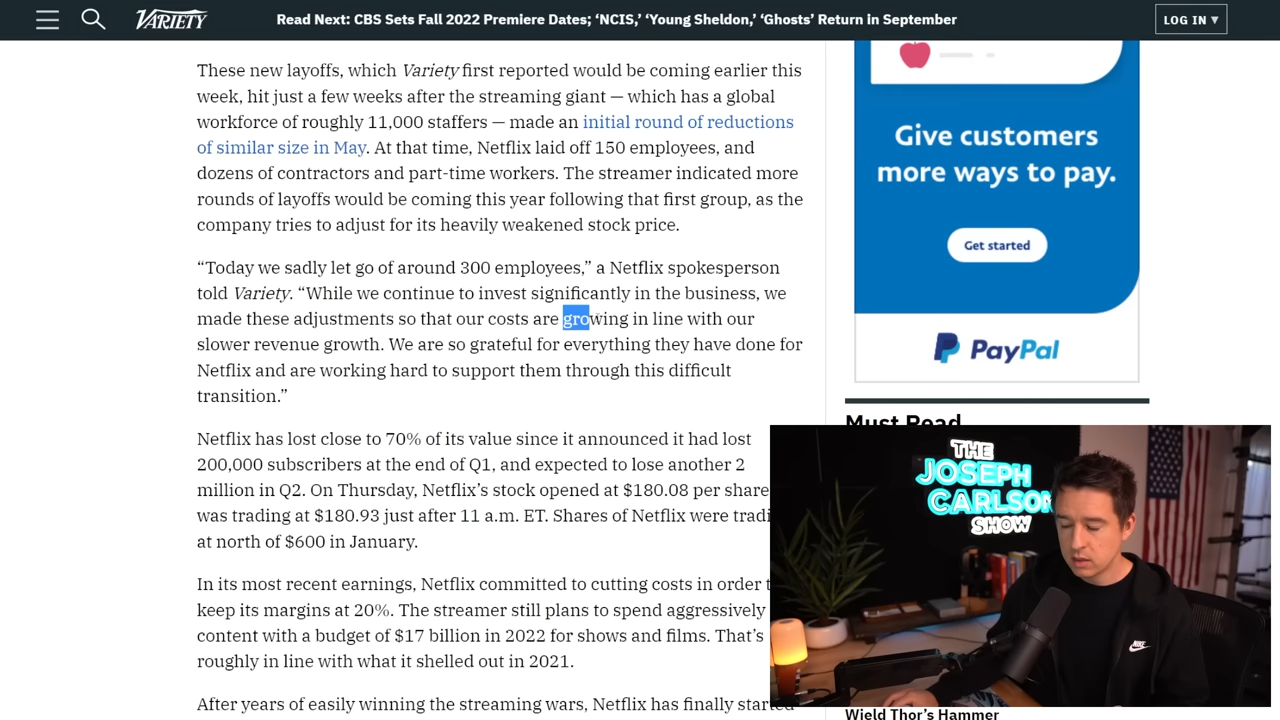 VARIETY
Read Next: CBS Sets Fall 2022 Premiere Dates; ‘NCIS,’ ‘Young Sheldon,’ ‘Ghosts’ Return in September
LOG IN ▼
These new layoffs, which Variety first reported would be coming earlier this
week, hit just a few weeks after the streaming giant — which has a global
workforce of roughly 11,000 staffers — made an initial round of reductions
of similar size in May. At that time, Netflix laid off 150 employees, and
dozens of contractors and part-time workers. The streamer indicated more
rounds of layoffs would be coming this year following that first group, as the
company tries to adjust for its heavily weakened stock price.
“Today we sadly let go of around 300 employees,” a Netflix spokesperson
told Variety. “While we continue to invest significantly in the business, we
made these adjustments so that our costs are growing in line with our
slower revenue growth. We are so grateful for everything they have done for
Netflix and are working hard to support them through this difficult
transition.”
Netflix has lost close to 70% of its value since it announced it had lost
200,000 subscribers at the end of Q1, and expected to lose another 2
million in Q2. On Thursday, Netflix’s stock opened at $180.08 per share
was trading at $180.93 just after 11 a.m. ET. Shares of Netflix were tradi
at north of $600 in January.
In its most recent earnings, Netflix committed to cutting costs in order t
keep its margins at 20%. The streamer still plans to spend aggressively
content with a budget of $17 billion in 2022 for shows and films. That’s
roughly in line with what it shelled out in 2021.
After years of easily winning the streaming wars, Netflix has finally started
Give customers
more ways to pay.
Get started
PayPal
Must Read
THE
JOSEPH
CARLSON
SHOW
Wield Thor’s Hammer